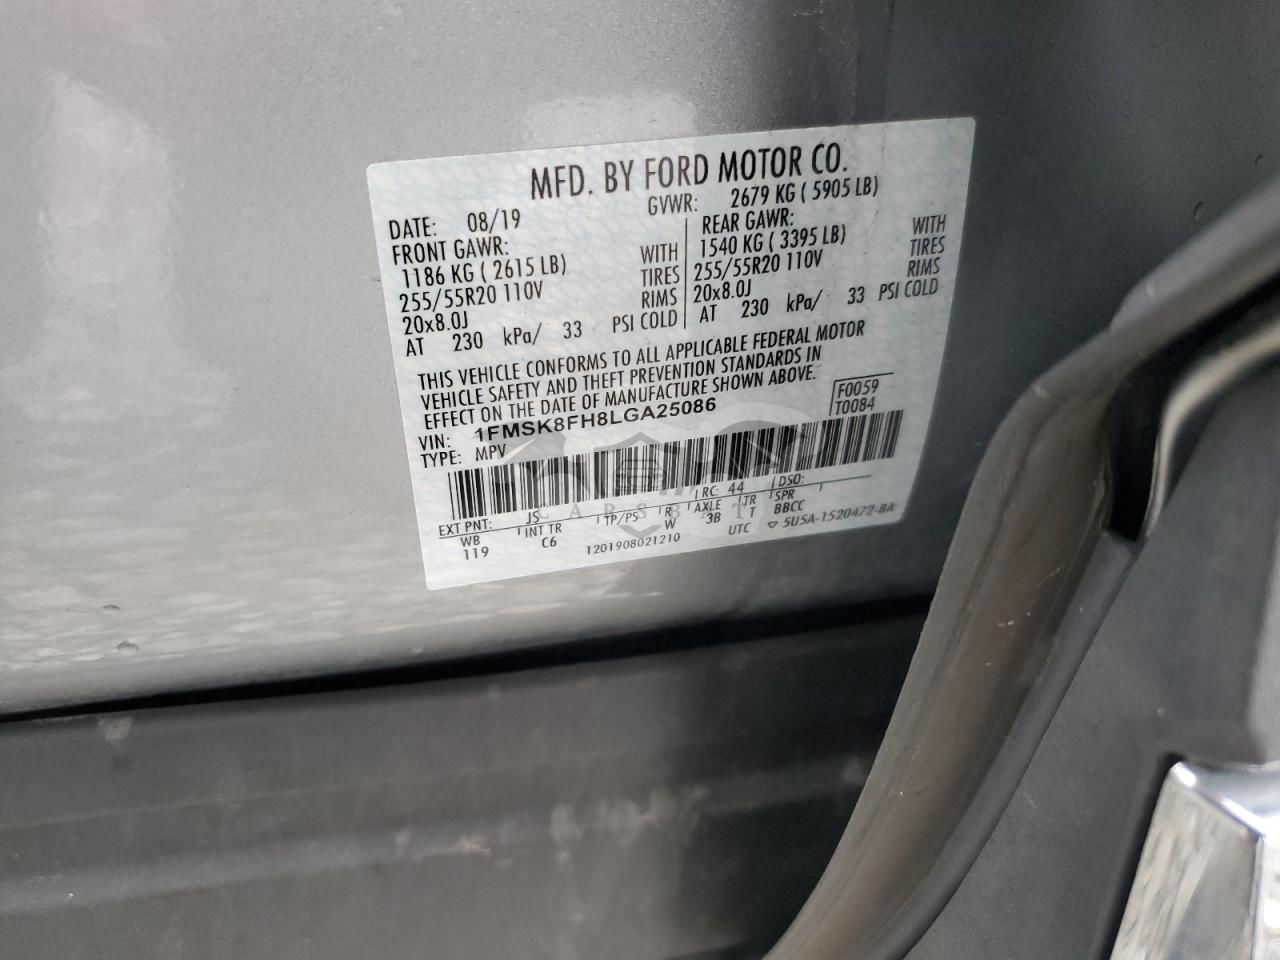 MFD. BY FORD MOTOR CO.
DATE: 08/19 GVWR: 2679 KG ( 5905 LB)
FRONT GAWR:
1186 KG ( 2615 LB) WITH
255/55R20 110V TIRES
20x8.0J RIMS
AT 230 kPa/ 33 PSI COLD
REAR GAWR:
1540 KG ( 3395 LB) WITH
255/55R20 110V TIRES
20x8.0J RIMS
AT 230 kPa/ 33 PSI COLD
THIS VEHICLE CONFORMS TO ALL APPLICABLE FEDERAL MOTOR
VEHICLE SAFETY AND THEFT PREVENTION STANDARDS IN
EFFECT ON THE DATE OF MANUFACTURE SHOWN ABOVE.
VIN: 1FMSK8FH8LGA25086
TYPE: MPV
F0059
T0084
EXT PNT: JS RC: 44 DSO:
WB INT TR TP/PS R AXLE TR SPR
119 C6 W 3B T BBCC
1201908021210 UTC ▽ 5U5A-1520472-BA
CARSBAT